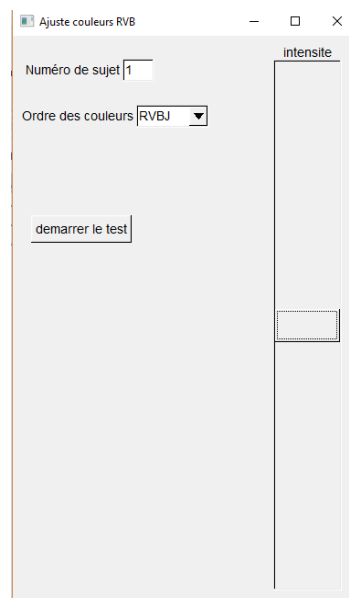 Ajuste couleurs RVB
intensite
Numéro de sujet 1
Ordre des couleurs RVBJ
demarrer le test